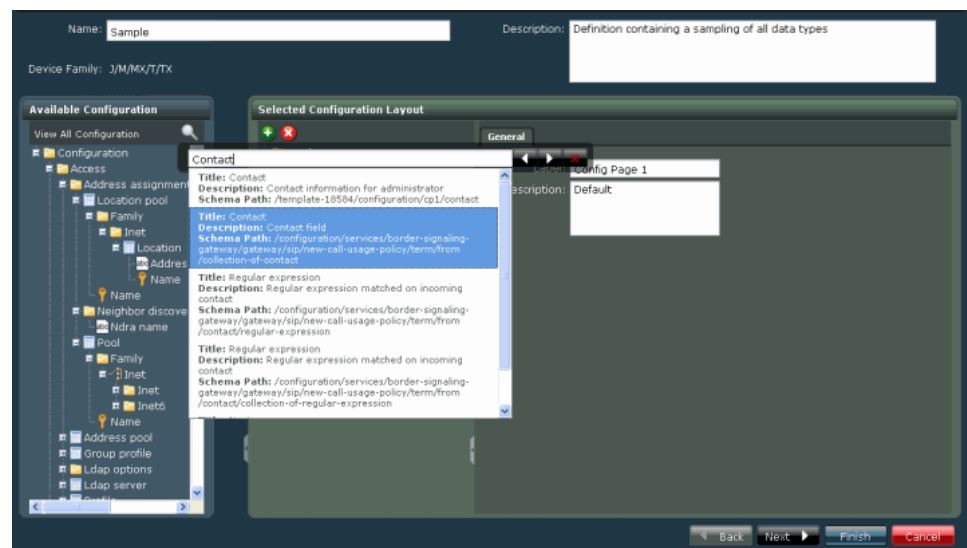 Name: Sample
Description: Definition containing a sampling of all data types
Device Family: J/M/MX/T/TX
Available Configuration
View All Configuration
Configuration
Access
Address assignment
Location pool
Family
Inet
Location
Addres
Name
Name
Neighbor discove
Ndra name
Pool
Family
Inet
Inet
Inet6
Name
Address pool
Group profile
Ldap options
Ldap server
Selected Configuration Layout
Contact
Title: Contact
Description: Contact information for administrator
Schema Path: /template-18584/configuration/cp1/contact
Title: Contact
Description: Contact field
Schema Path: /configuration/services/border-signaling-
gateway/gateway/sip/new-call-usage-policy/term/from
/collection-of-contact
Title: Regular expression
Description: Regular expression matched on incoming
contact
Schema Path: /configuration/services/border-signaling-
gateway/gateway/sip/new-call-usage-policy/term/from
/contact/regular-expression
Title: Regular expression
Description: Regular expression matched on incoming
contact
Schema Path: /configuration/services/border-signaling-
gateway/gateway/sip/new-call-usage-policy/term/from
/contact/collection-of-regular-expression
General
Config Page 1
escription: Default
Back Next Finish Cancel